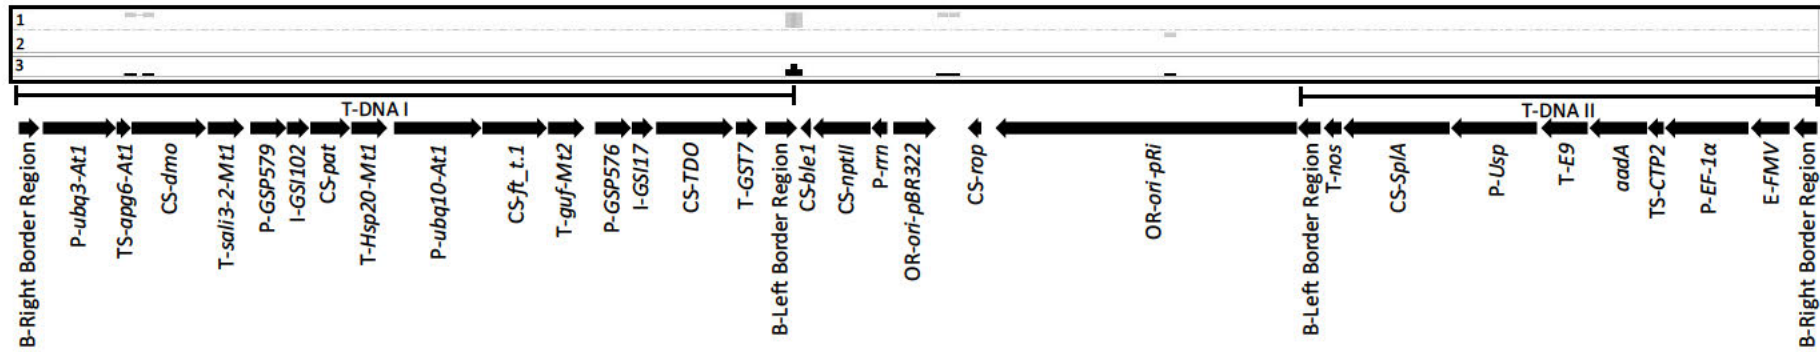 1
2
3
T-DNA I
T-DNA II
B-Right Border Region
P-ubq3-At1
TS-apg6-At1
CS-dmo
T-sali3-2-Mt1
P-GSP579
I-GSI102
CS-pat
T-Hsp20-Mt1
P-ubq10-At1
CS-ft_t.1
T-guf-Mt2
P-GSP576
I-GSI17
CS-TDO
T-GST7
B-Left Border Region
CS-ble1
CS-nptII
P-rrn
OR-ori-pBR322
CS-rop
OR-ori-pRi
B-Left Border Region
T-nos
CS-SplA
P-Usp
T-E9
aadA
TS-CTP2
P-EF-1α
E-FMV
B-Right Border Region